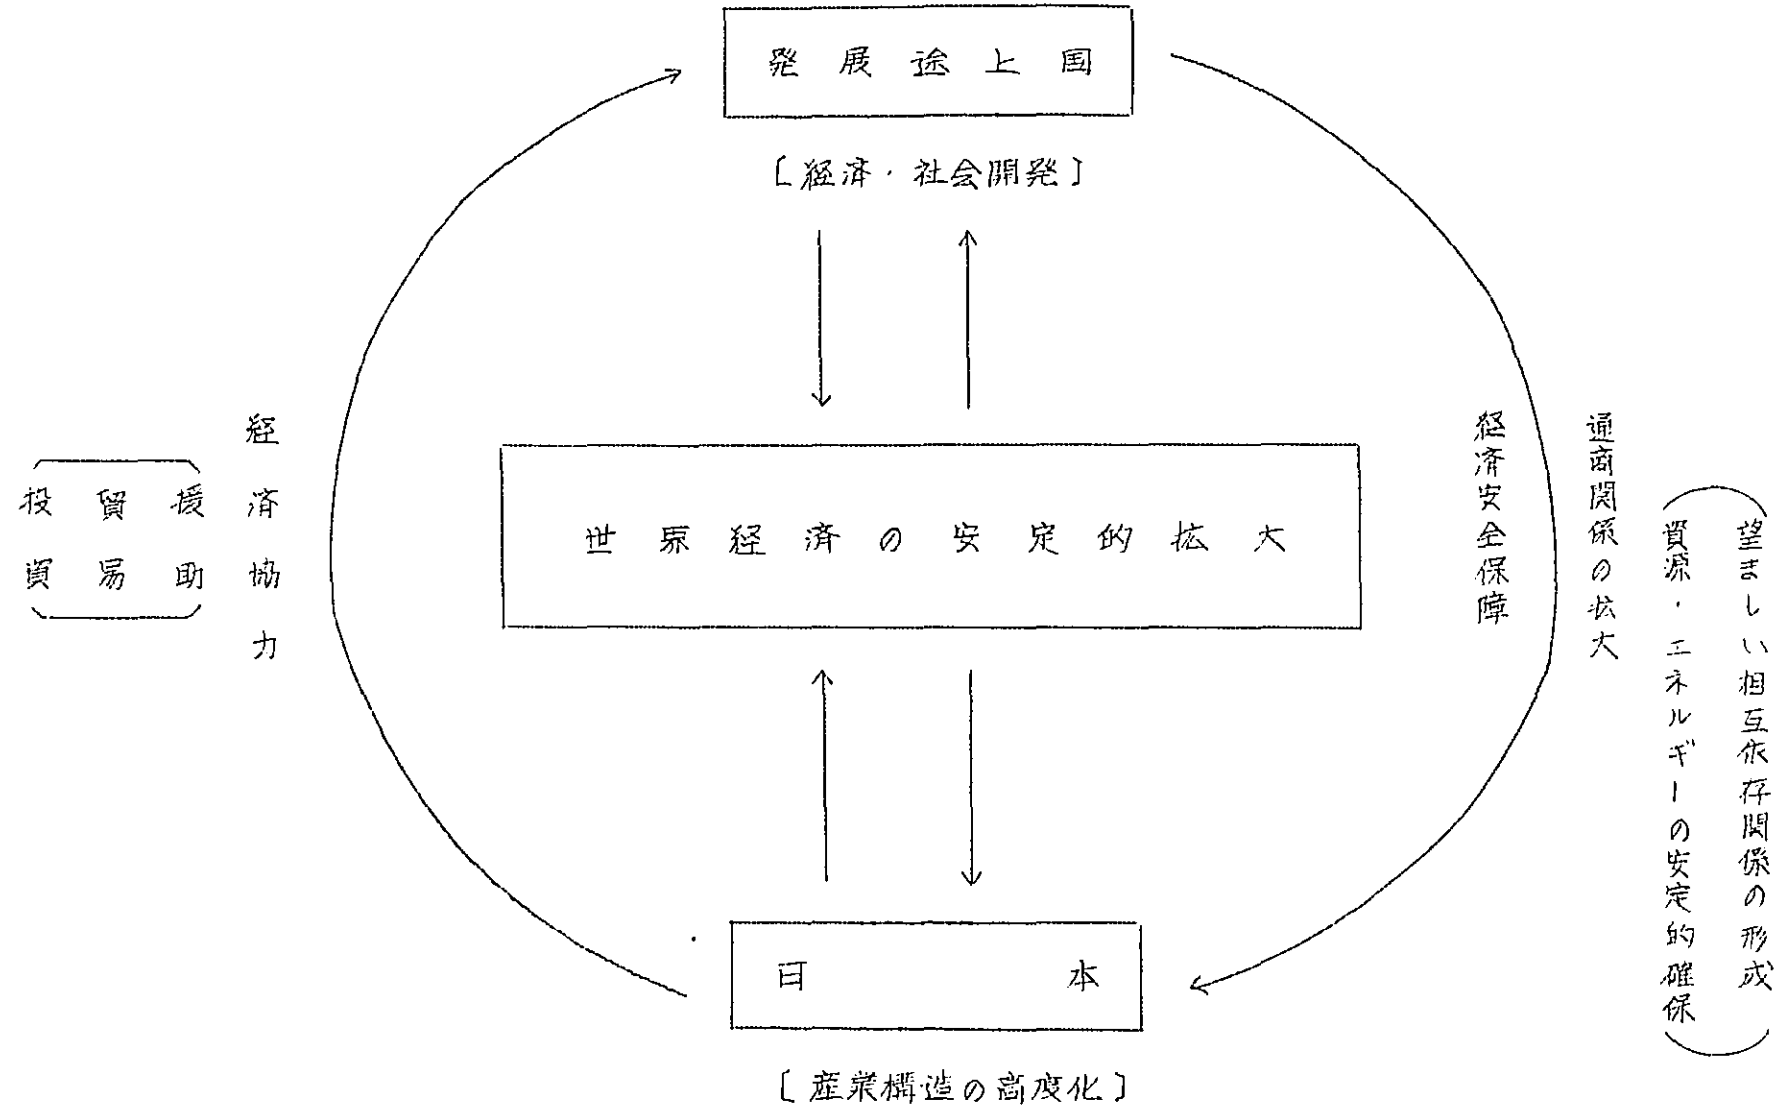 発展途上国
［経済・社会開発］
経済協力
援助
貿易
投資
世界経済の安定的拡大
通商関係の拡大
経済安全保障
望ましい相互依存関係の形成
資源・エネルギーの安定的確保
日本
［産業構造の高度化］